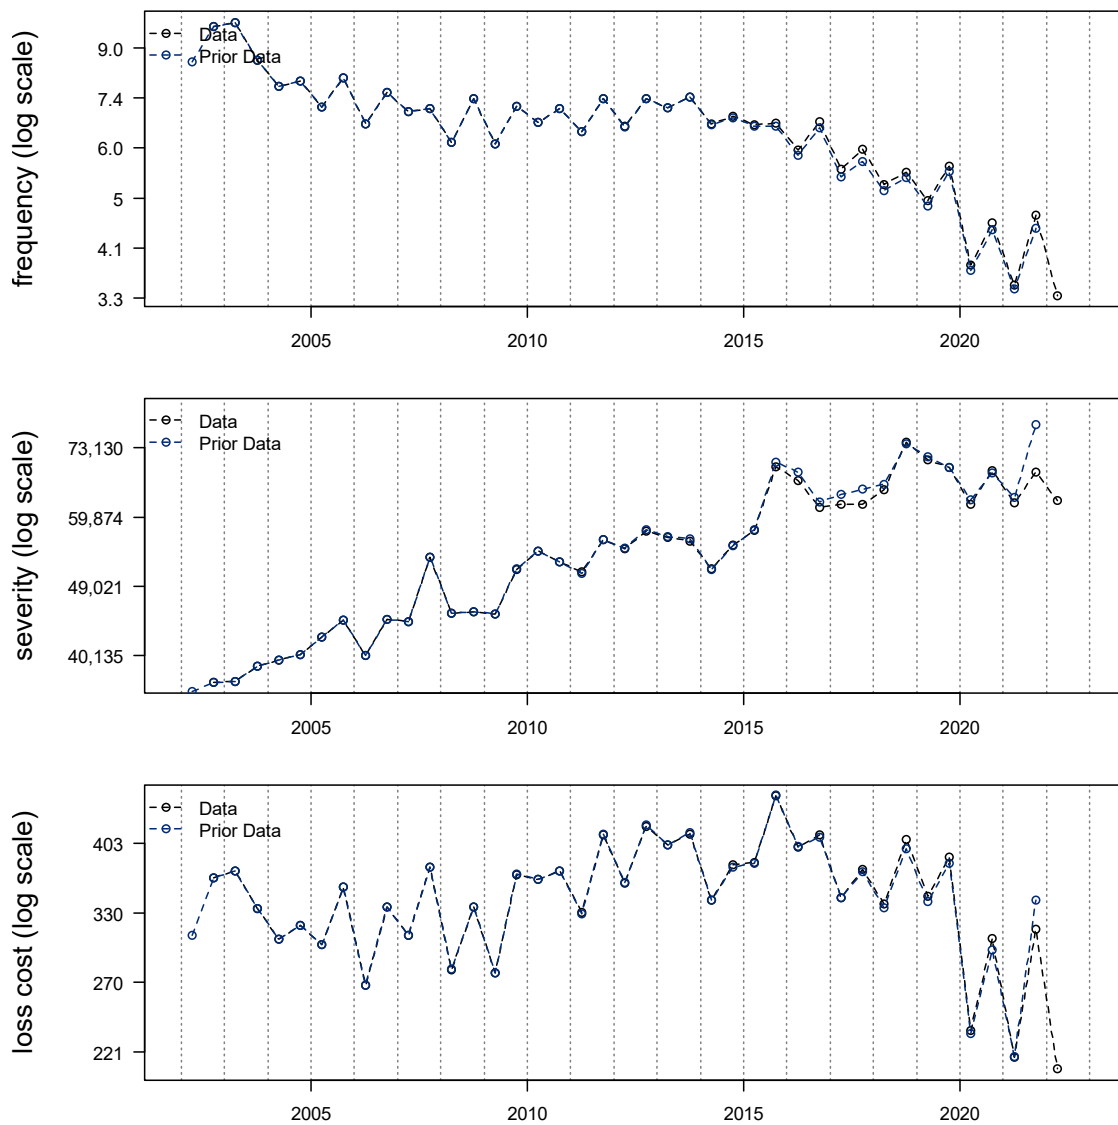 frequency (log scale)
Data
Prior Data
9.0
7.4
6.0
5
4.1
3.3
2005
2010
2015
2020
severity (log scale)
Data
Prior Data
73,130
59,874
49,021
40,135
2005
2010
2015
2020
loss cost (log scale)
Data
Prior Data
403
330
270
221
2005
2010
2015
2020